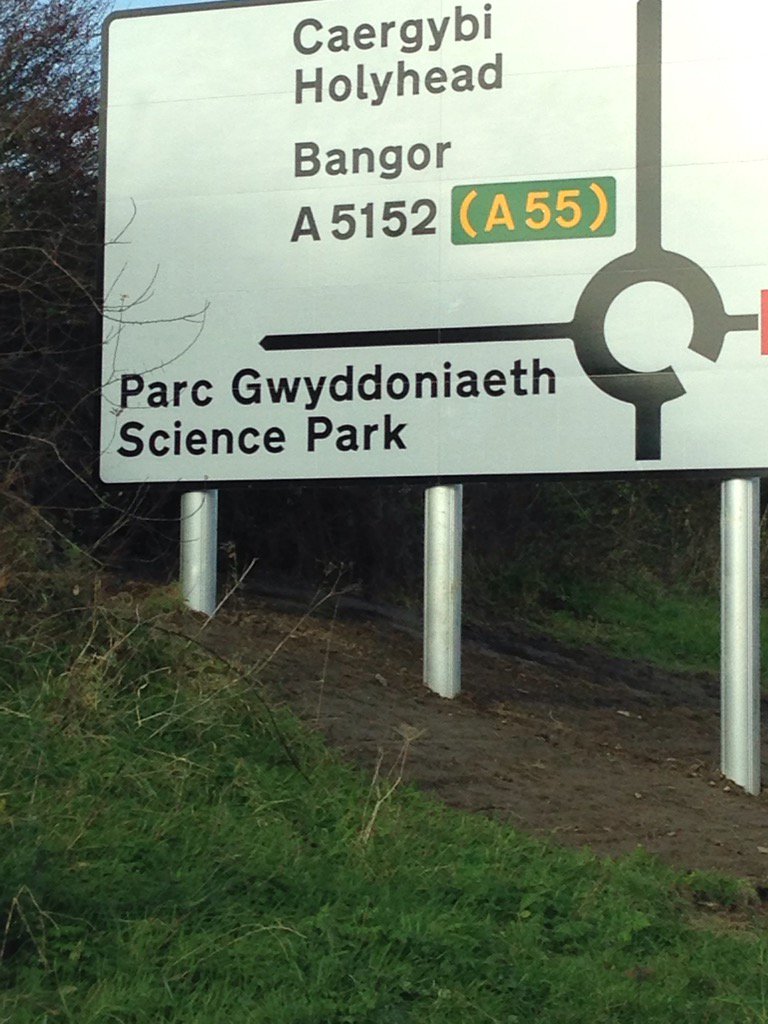 Caergybi
Holyhead
Bangor
A 5152 (A 55)
Parc Gwyddoniaeth
Science Park